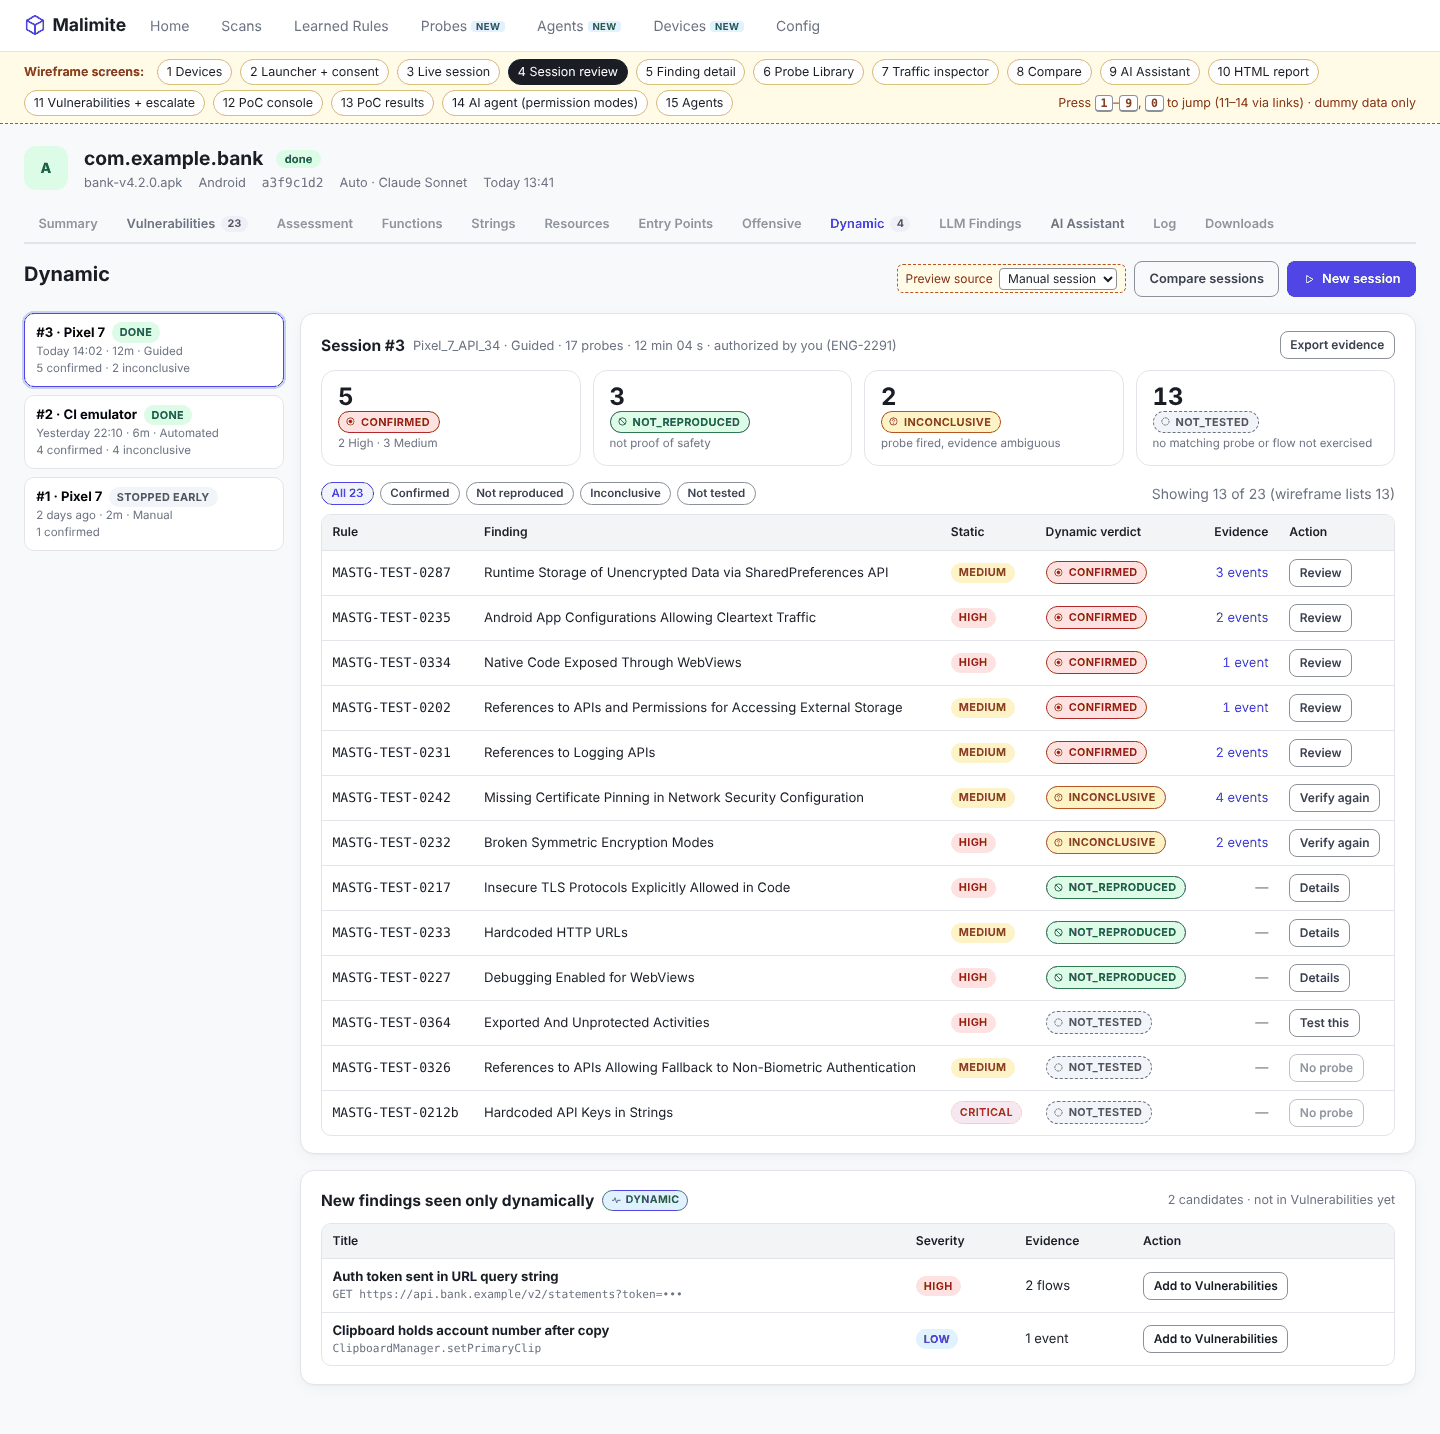 Malimite Home Scans Learned Rules Probes NEW Agents NEW Devices NEW Config
Wireframe screens: 1 Devices 2 Launcher + consent 3 Live session 4 Session review 5 Finding detail 6 Probe Library 7 Traffic inspector 8 Compare 9 AI Assistant 10 HTML report
11 Vulnerabilities + escalate 12 PoC console 13 PoC results 14 AI agent (permission modes) 15 Agents Press 1–9, 0 to jump (11–14 via links) · dummy data only
A
com.example.bank done
bank-v4.2.0.apk Android a3f9c1d2 Auto · Claude Sonnet Today 13:41
Summary Vulnerabilities 23 Assessment Functions Strings Resources Entry Points Offensive Dynamic 4 LLM Findings AI Assistant Log Downloads
Dynamic Preview source Manual session Compare sessions New session
#3 · Pixel 7 DONE
Today 14:02 · 12m · Guided
5 confirmed · 2 inconclusive
#2 · CI emulator DONE
Yesterday 22:10 · 6m · Automated
4 confirmed · 4 inconclusive
#1 · Pixel 7 STOPPED EARLY
2 days ago · 2m · Manual
1 confirmed
Session #3 Pixel_7_API_34 · Guided · 17 probes · 12 min 04 s · authorized by you (ENG-2291) Export evidence
5
CONFIRMED
2 High · 3 Medium
3
NOT_REPRODUCED
not proof of safety
2
INCONCLUSIVE
probe fired, evidence ambiguous
13
NOT_TESTED
no matching probe or flow not exercised
All 23 Confirmed Not reproduced Inconclusive Not tested Showing 13 of 23 (wireframe lists 13)
Rule Finding Static Dynamic verdict Evidence Action
MASTG-TEST-0287 Runtime Storage of Unencrypted Data via SharedPreferences API MEDIUM CONFIRMED 3 events Review
MASTG-TEST-0235 Android App Configurations Allowing Cleartext Traffic HIGH CONFIRMED 2 events Review
MASTG-TEST-0334 Native Code Exposed Through WebViews HIGH CONFIRMED 1 event Review
MASTG-TEST-0202 References to APIs and Permissions for Accessing External Storage MEDIUM CONFIRMED 1 event Review
MASTG-TEST-0231 References to Logging APIs MEDIUM CONFIRMED 2 events Review
MASTG-TEST-0242 Missing Certificate Pinning in Network Security Configuration MEDIUM INCONCLUSIVE 4 events Verify again
MASTG-TEST-0232 Broken Symmetric Encryption Modes HIGH INCONCLUSIVE 2 events Verify again
MASTG-TEST-0217 Insecure TLS Protocols Explicitly Allowed in Code HIGH NOT_REPRODUCED — Details
MASTG-TEST-0233 Hardcoded HTTP URLs MEDIUM NOT_REPRODUCED — Details
MASTG-TEST-0227 Debugging Enabled for WebViews HIGH NOT_REPRODUCED — Details
MASTG-TEST-0364 Exported And Unprotected Activities HIGH NOT_TESTED — Test this
MASTG-TEST-0326 References to APIs Allowing Fallback to Non-Biometric Authentication MEDIUM NOT_TESTED — No probe
MASTG-TEST-0212b Hardcoded API Keys in Strings CRITICAL NOT_TESTED — No probe
New findings seen only dynamically DYNAMIC 2 candidates · not in Vulnerabilities yet
Title Severity Evidence Action
Auth token sent in URL query string HIGH 2 flows Add to Vulnerabilities
GET https://api.bank.example/v2/statements?token=•••
Clipboard holds account number after copy LOW 1 event Add to Vulnerabilities
ClipboardManager.setPrimaryClip